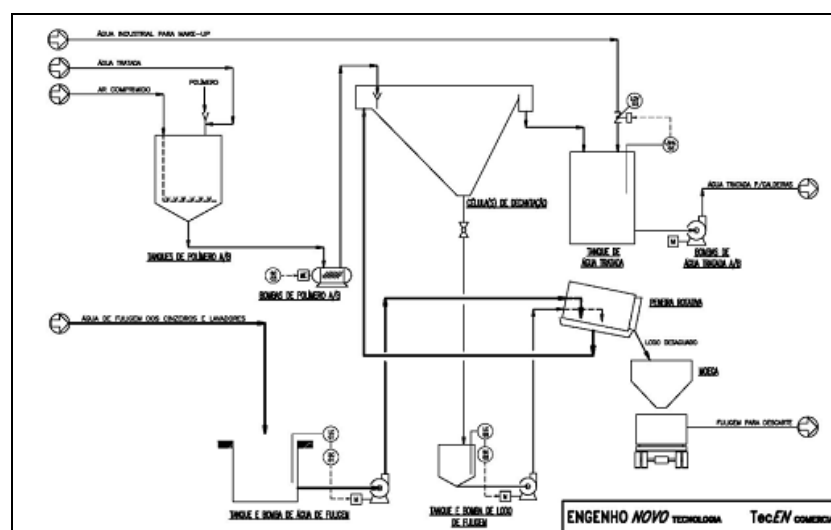 ÁGUA INDUSTRIAL PARA MAKE-UP
ÁGUA TRATADA
POLÍMERO
AR COMPRIMIDO
CÉLULA(S) DE DECANTAÇÃO
ÁGUA TRATADA P/CALDEIRAS
TANQUES DE POLÍMERO A/B
TANQUE DE
ÁGUA TRATADA
BOMBAS DE
ÁGUA TRATADA A/B
BOMBAS DE POLÍMERO A/B
M
PENEIRA ROTATIVA
ÁGUA DE FULIGEM DOS CINZEIROS E LAVADORES
LODO DESAGUADO
MOEGA
FULIGEM PARA DESCARTE
M
M
TANQUE E BOMBA DE ÁGUA DE FULIGEM
TANQUE E BOMBA DE LODO
DE FULIGEM
ENGENHO NOVO TECNOLOGIA TecEN